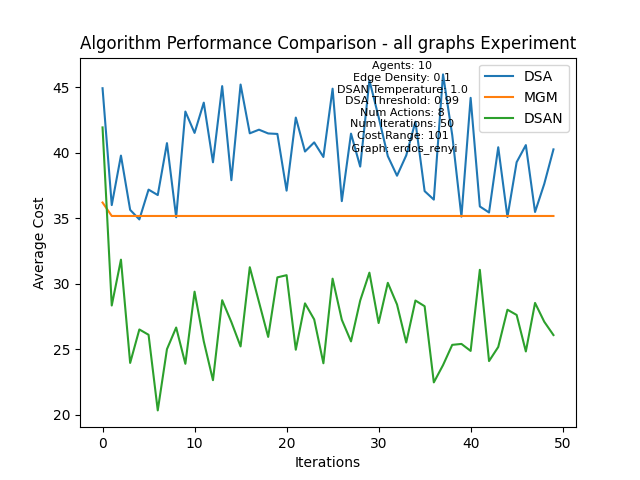 Algorithm Performance Comparison - all graphs Experiment
Agents: 10
Edge Density: 0.1
DSAN Temperature: 1.0
DSA Threshold: 0.99
Num Actions: 8
Num Iterations: 50
Cost Range: 101
Graph: erdos_renyi
DSA
MGM
DSAN
Average Cost
45
40
35
30
25
20
0
10
20
30
40
50
Iterations